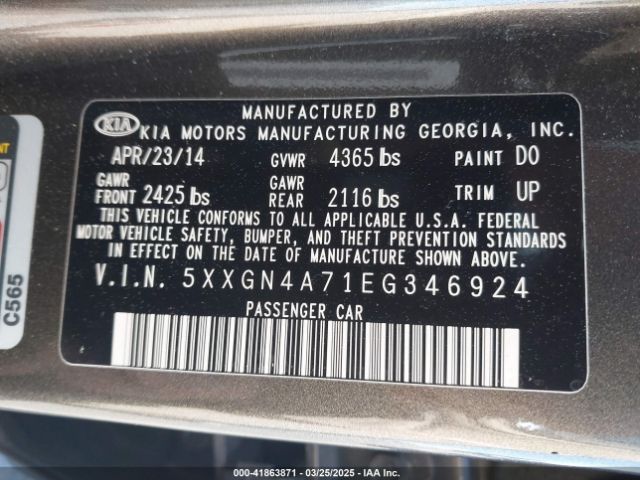 MANUFACTURED BY
KIA KIA MOTORS MANUFACTURING GEORGIA, INC.
APR/23/14 GVWR 4365 lbs PAINT DO
GAWR FRONT 2425 lbs GAWR REAR 2116 lbs TRIM UP
THIS VEHICLE CONFORMS TO ALL APPLICABLE U.S.A. FEDERAL
MOTOR VEHICLE SAFETY, BUMPER, AND THEFT PREVENTION STANDARDS
IN EFFECT ON THE DATE OF MANUFACTURE SHOWN ABOVE.
V.I.N. 5XXGN4A71EG346924
PASSENGER CAR
C565
000-41863871 - 03/25/2025 - IAA Inc.